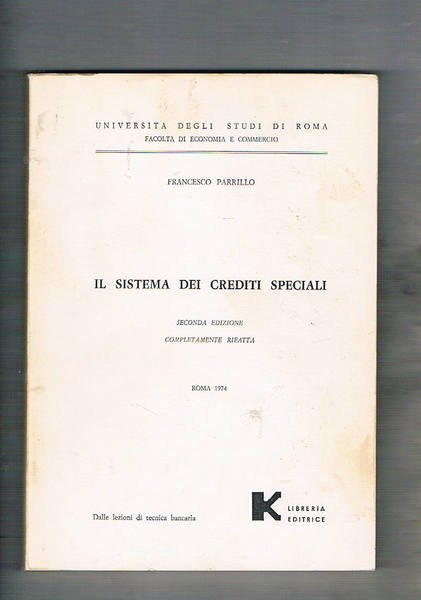 UNIVERSITÀ DEGLI STUDI DI ROMA
FACOLTÀ DI ECONOMIA E COMMERCIO
FRANCESCO PARRILLO
IL SISTEMA DEI CREDITI SPECIALI
SECONDA EDIZIONE
COMPLETAMENTE RIFATTA
ROMA 1974
Dalle lezioni di tecnica bancaria
K LIBRERIA
EDITRICE